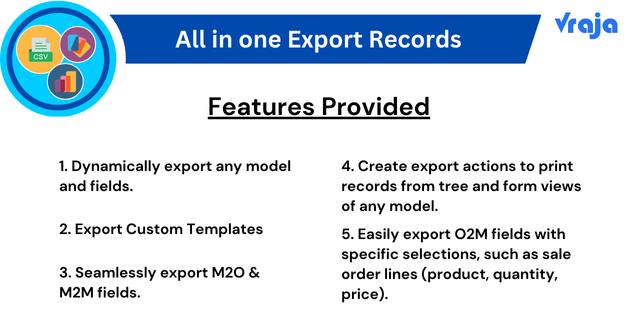 CSV
All in one Export Records
Vraja
Features Provided
1. Dynamically export any model
and fields.
2. Export Custom Templates
3. Seamlessly export M2O &
M2M fields.
4. Create export actions to print
records from tree and form views
of any model.
5. Easily export O2M fields with
specific selections, such as sale
order lines (product, quantity,
price).